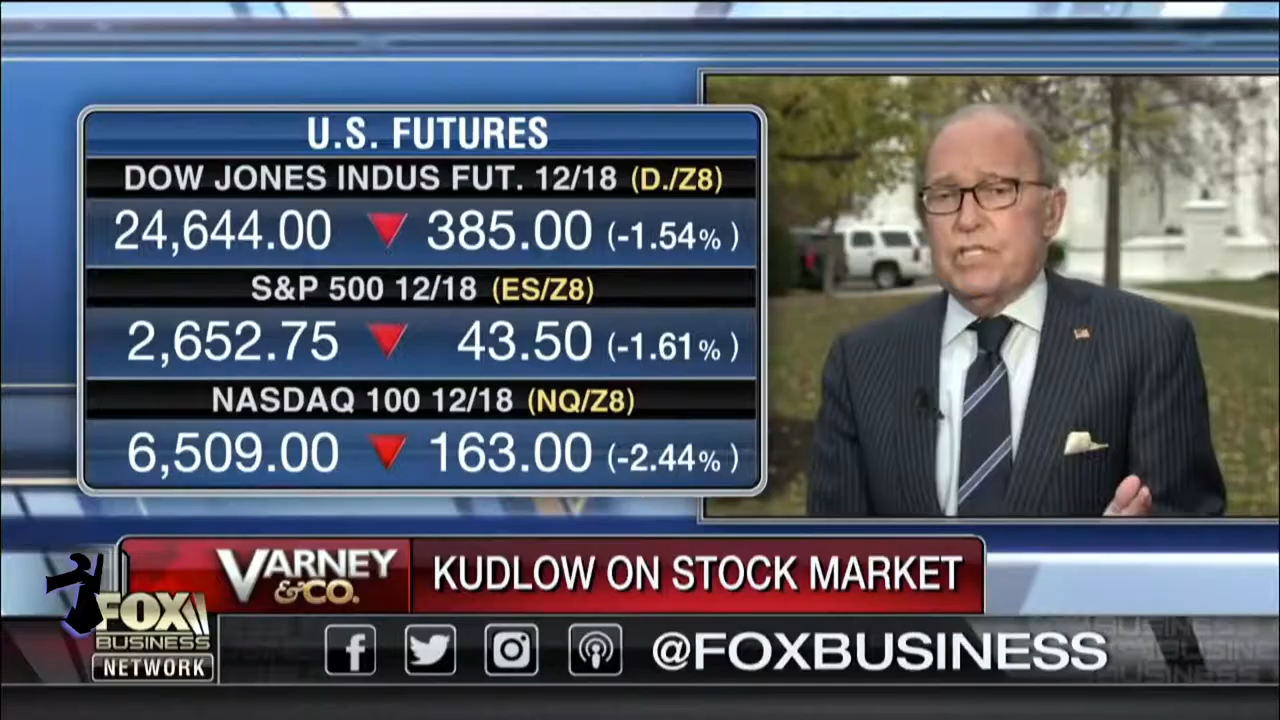 U.S. FUTURES
DOW JONES INDUS FUT. 12/18 (D./Z8)
24,644.00 ▼ 385.00 (-1.54%)
S&P 500 12/18 (ES/Z8)
2,652.75 ▼ 43.50 (-1.61%)
NASDAQ 100 12/18 (NQ/Z8)
6,509.00 ▼ 163.00 (-2.44%)
VARNEY & CO.
KUDLOW ON STOCK MARKET
FOX
BUSINESS
NETWORK
@FOXBUSINESS